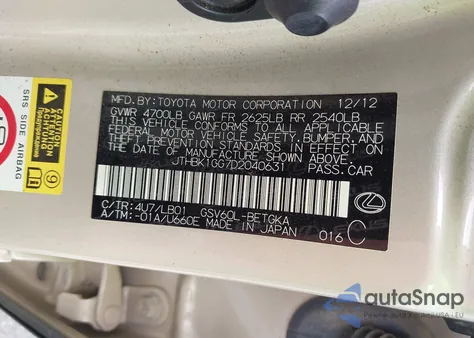 MFD.BY:TOYOTA MOTOR CORPORATION 12/12
GVWR 4700LB GAWR FR 2625LB RR 2540LB
THIS VEHICLE CONFORMS TO ALL APPLICABLE
FEDERAL MOTOR VEHICLE SAFETY, BUMPER, AND
THEFT PREVENTION STANDARDS IN EFFECT ON
THE DATE OF MANUFACTURE SHOWN ABOVE.
JTHBK1GG7D2040631 PASS.CAR
C/TR: 4U7/LB01 GSV60L-BETGKA
A/TM: -01A/U660E MADE IN JAPAN 016 C
SRS SIDE AIRBAG
9
autoSnap